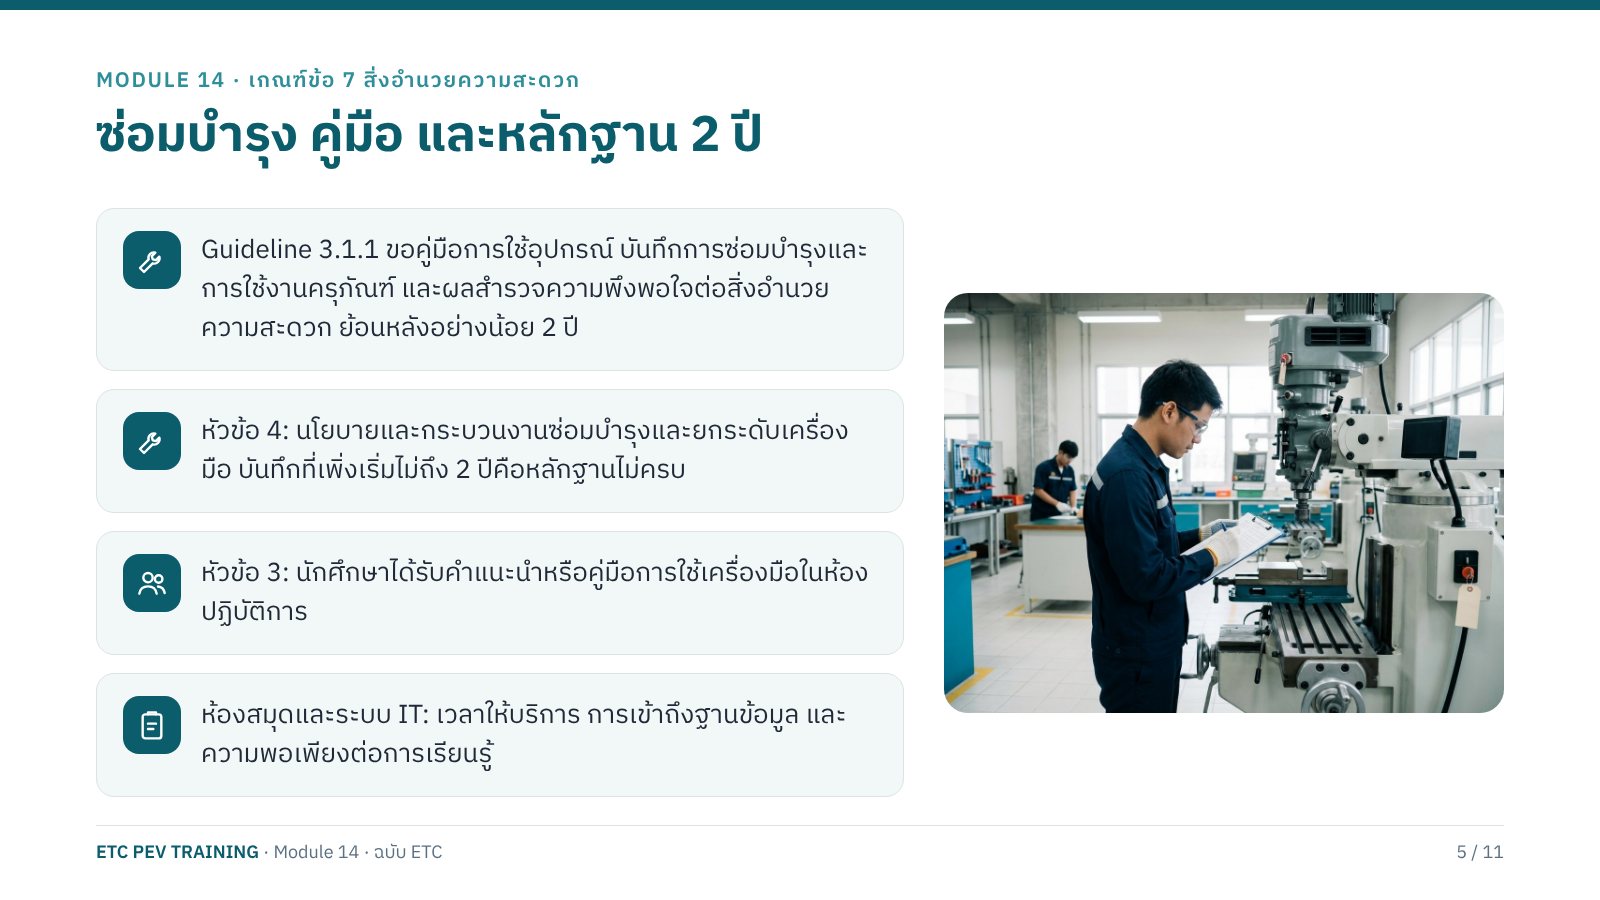 MODULE 14 · เกณฑ์ข้อ 7 สิ่งอำนวยความสะดวก
ซ่อมบำรุง คู่มือ และหลักฐาน 2 ปี
Guideline 3.1.1 ขอคู่มือการใช้อุปกรณ์ บันทึกการซ่อมบำรุงและ
การใช้งานครุภัณฑ์ และผลสำรวจความพึงพอใจต่อสิ่งอำนวย
ความสะดวก ย้อนหลังอย่างน้อย 2 ปี
หัวข้อ 4: นโยบายและกระบวนงานซ่อมบำรุงและยกระดับเครื่อง
มือ บันทึกที่เพิ่งเริ่มไม่ถึง 2 ปีคือหลักฐานไม่ครบ
หัวข้อ 3: นักศึกษาได้รับคำแนะนำหรือคู่มือการใช้เครื่องมือในห้อง
ปฏิบัติการ
ห้องสมุดและระบบ IT: เวลาให้บริการ การเข้าถึงฐานข้อมูล และ
ความพอเพียงต่อการเรียนรู้
ETC PEV TRAINING · Module 14 · ฉบับ ETC
5 / 11